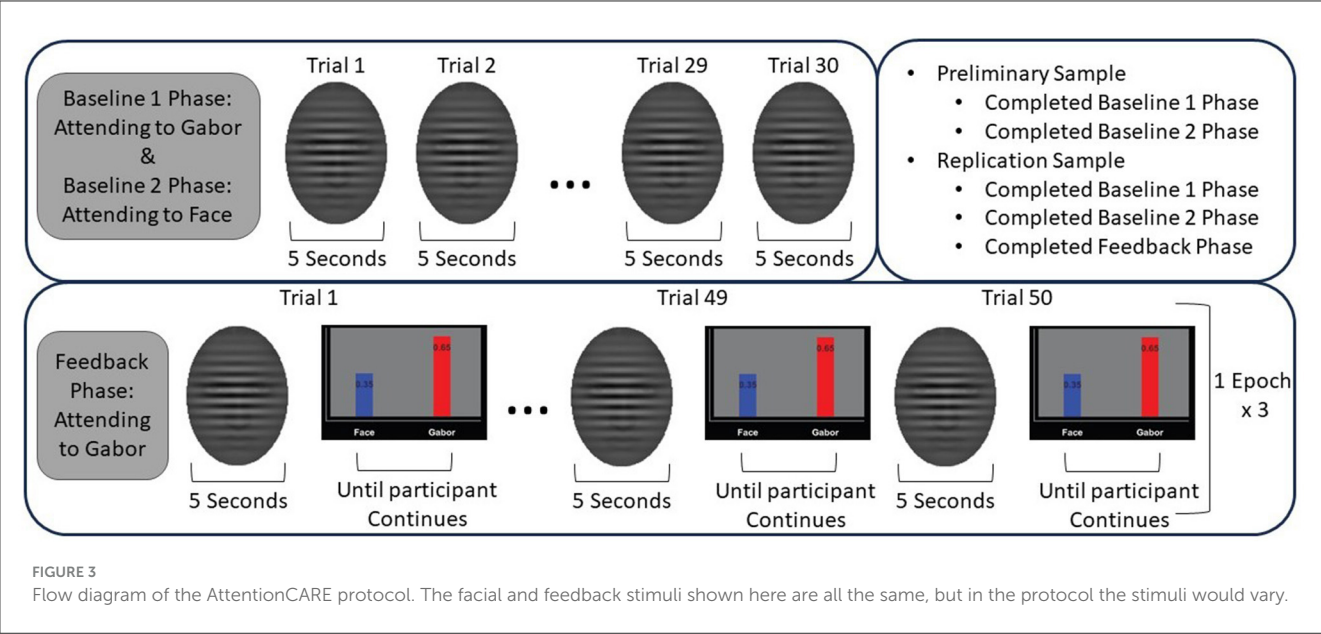 Baseline 1 Phase:
Attending to Gabor
&
Baseline 2 Phase:
Attending to Face
Trial 1
Trial 2
Trial 29
Trial 30
...
5 Seconds
5 Seconds
5 Seconds
5 Seconds
• Preliminary Sample
• Completed Baseline 1 Phase
• Completed Baseline 2 Phase
• Replication Sample
• Completed Baseline 1 Phase
• Completed Baseline 2 Phase
• Completed Feedback Phase
Feedback
Phase:
Attending
to Gabor
Trial 1
0.35
0.65
Face
Gabor
5 Seconds
Until participant
Continues
...
Trial 49
0.35
0.65
Face
Gabor
5 Seconds
Until participant
Continues
Trial 50
0.35
0.65
Face
Gabor
5 Seconds
Until participant
Continues
1 Epoch
x 3
FIGURE 3
Flow diagram of the AttentionCARE protocol. The facial and feedback stimuli shown here are all the same, but in the protocol the stimuli would vary.